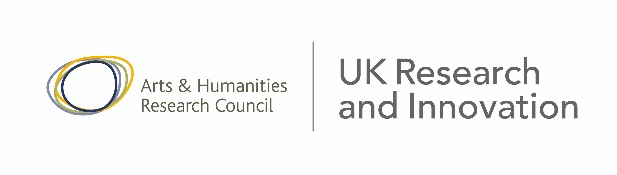 Arts & Humanities
Research Council
UK Research
and Innovation